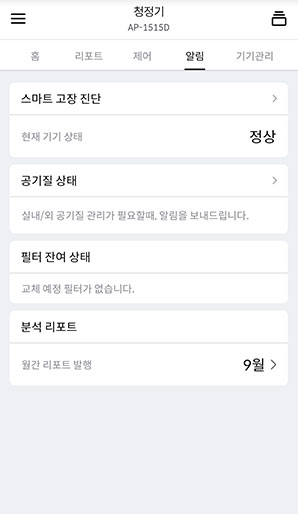 청정기
AP-1515D
홈 리포트 제어 알림 기기관리
스마트 고장 진단
현재 기기 상태 정상
공기질 상태
실내/외 공기질 관리가 필요할때, 알림을 보내드립니다.
필터 잔여 상태
교체 예정 필터가 없습니다.
분석 리포트
월간 리포트 발행 9월